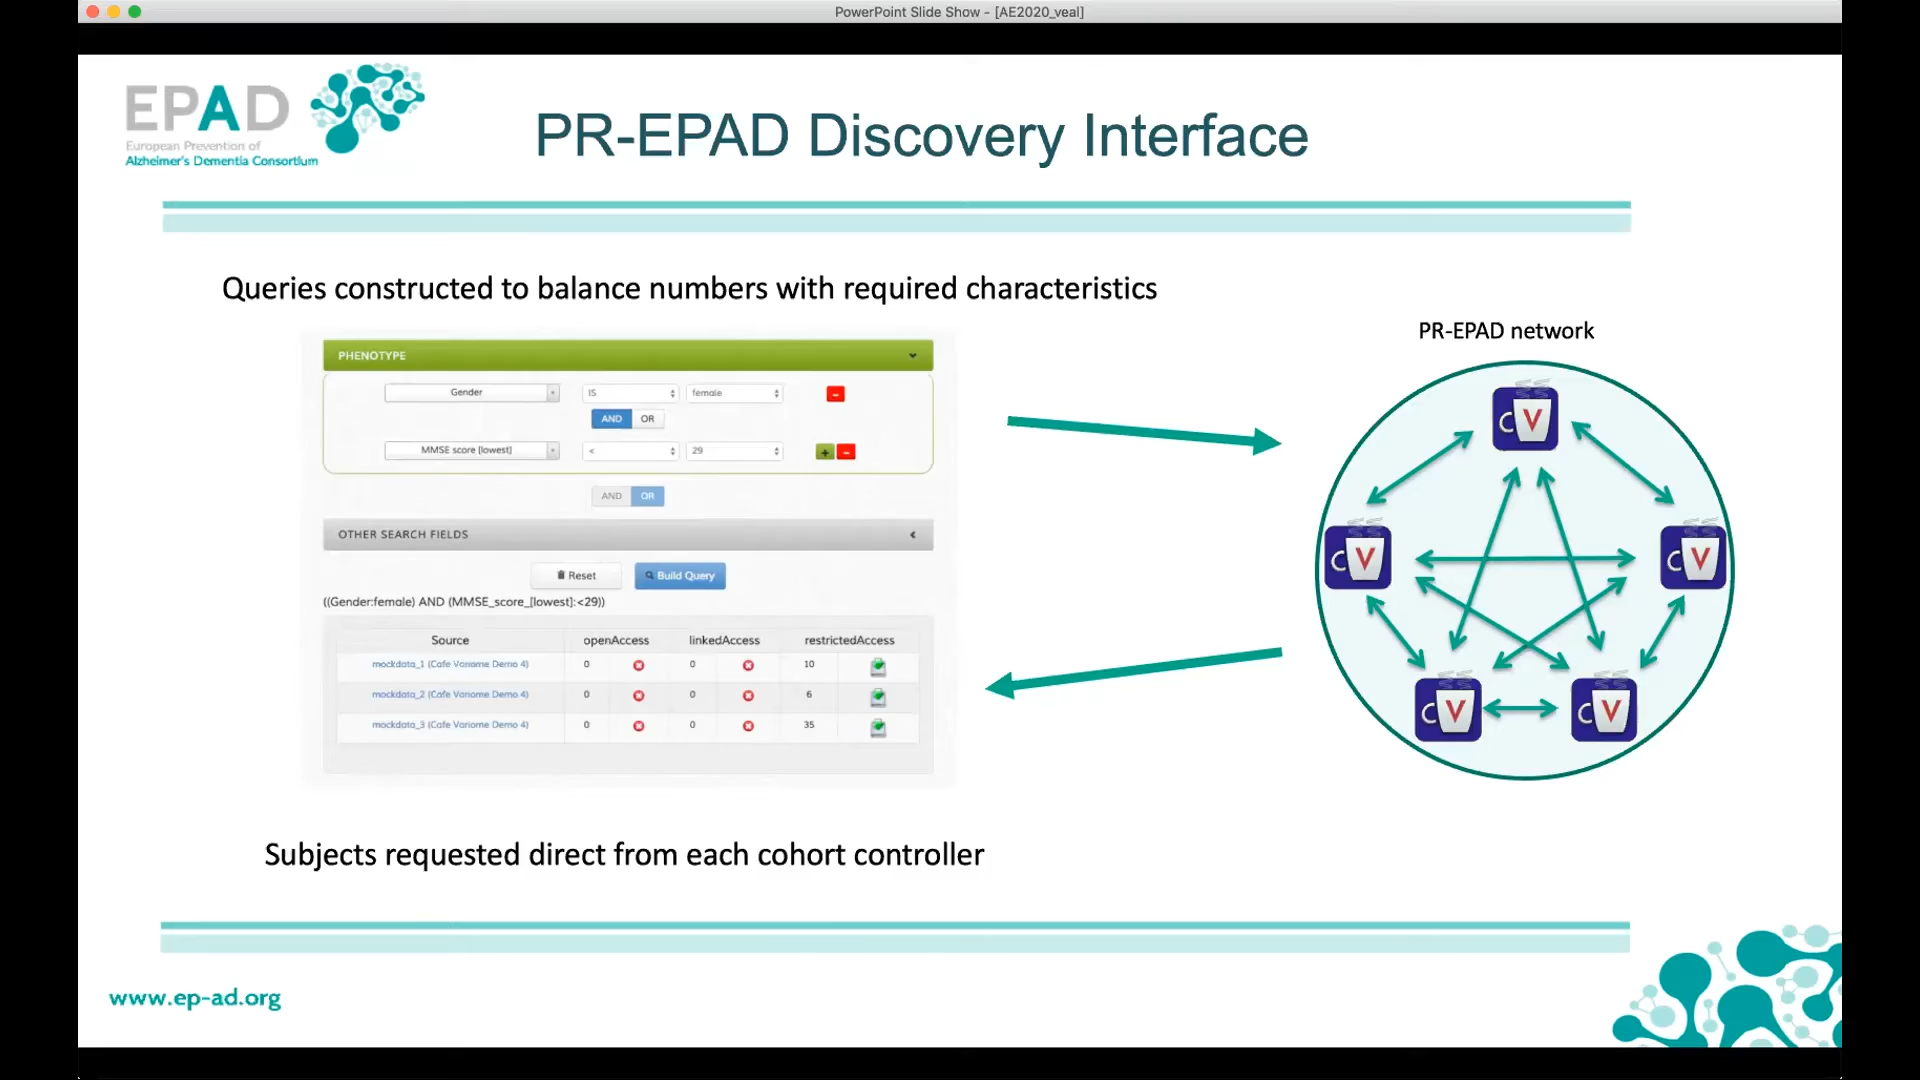 PowerPoint Slide Show - [AE2020_veal]
EPAD
European Prevention of
Alzheimer's Dementia Consortium
PR-EPAD Discovery Interface
Queries constructed to balance numbers with required characteristics
PR-EPAD network
PHENOTYPE
Gender IS female
AND OR
MMSE score [lowest] < 29
AND OR
OTHER SEARCH FIELDS
Reset Build Query
((Gender:female) AND (MMSE_score_[lowest]:<29))
Source openAccess linkedAccess restrictedAccess
mockdata_1 (Cafe Variome Demo 4) 0 0 10
mockdata_2 (Cafe Variome Demo 4) 0 0 6
mockdata_3 (Cafe Variome Demo 4) 0 0 35
C V
C V
C V
C V
C V
Subjects requested direct from each cohort controller
www.ep-ad.org